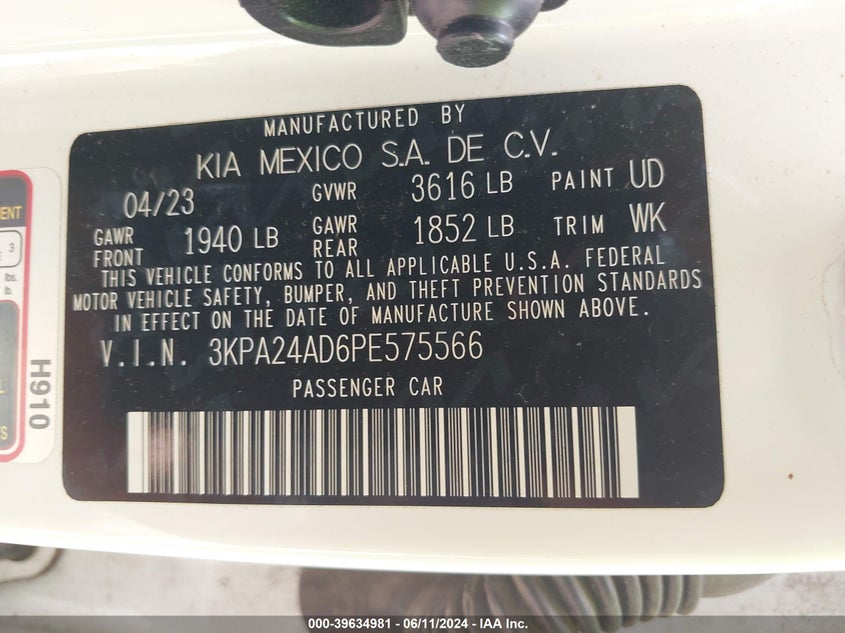 MANUFACTURED BY
KIA MEXICO S.A. DE C.V.
04/23 GVWR 3616 LB PAINT UD
GAWR FRONT 1940 LB GAWR REAR 1852 LB TRIM WK
THIS VEHICLE CONFORMS TO ALL APPLICABLE U.S.A. FEDERAL
MOTOR VEHICLE SAFETY, BUMPER, AND THEFT PREVENTION STANDARDS
IN EFFECT ON THE DATE OF MANUFACTURE SHOWN ABOVE.
V.I.N. 3KPA24AD6PE575566
PASSENGER CAR
3
lbs.
lb.
H910
000-39634981 - 06/11/2024 - IAA Inc.